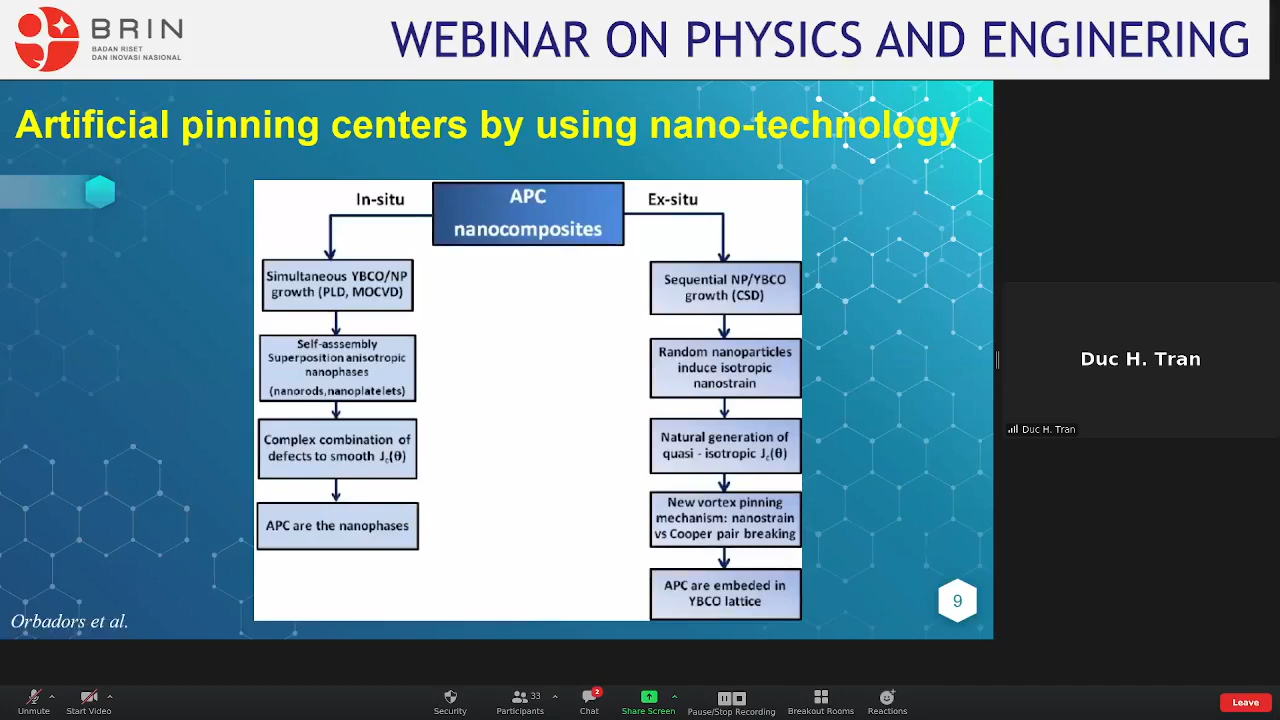 BRIN
BADAN RISET
DAN INOVASI NASIONAL
WEBINAR ON PHYSICS AND ENGINERING
Artificial pinning centers by using nano-technology
In-situ
APC
nanocomposites
Ex-situ
Simultaneous YBCO/NP
growth (PLD, MOCVD)
Self-asssembly
Superposition anisotropic
nanophases
(nanorods,nanoplatelets)
Complex combination of
defects to smooth Jc(θ)
APC are the nanophases
Sequential NP/YBCO
growth (CSD)
Random nanoparticles
induce isotropic
nanostrain
Natural generation of
quasi - isotropic Jc(θ)
New vortex pinning
mechanism: nanostrain
vs Cooper pair breaking
APC are embeded in
YBCO lattice
Orbadors et al.
9
Duc H. Tran
Duc H. Tran
Unmute
Start Video
Security
Participants
33
Chat
2
Share Screen
Pause/Stop Recording
Breakout Rooms
Reactions
Leave